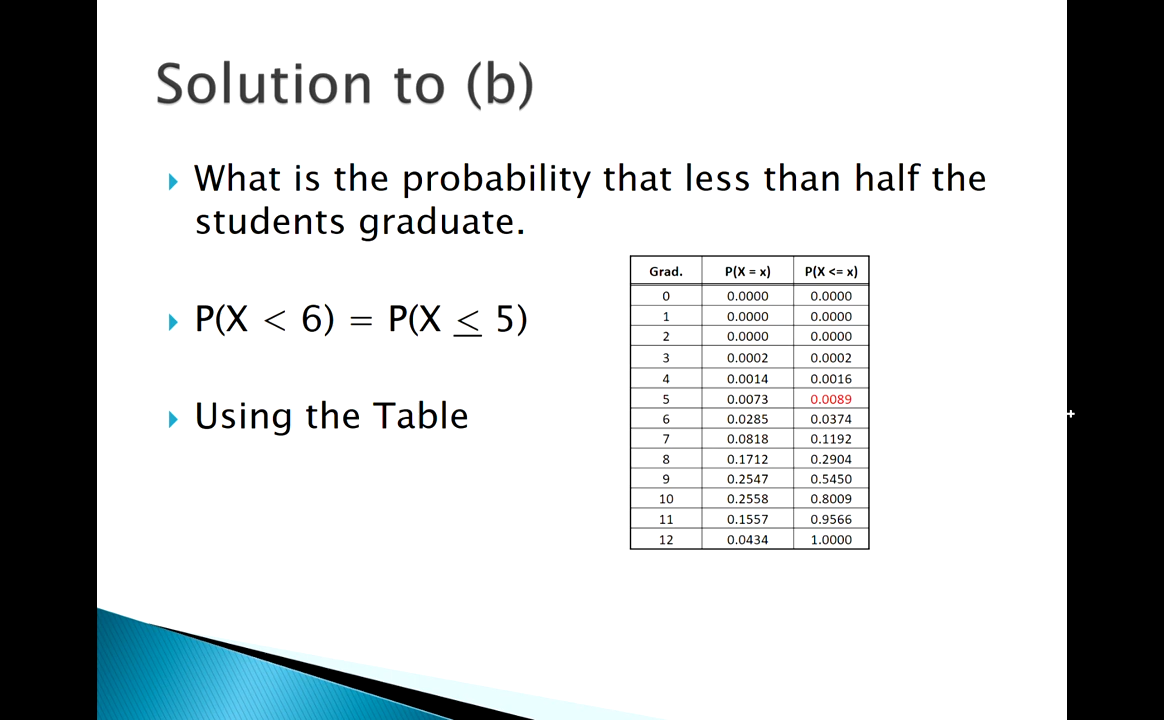 Solution to (b)
What is the probability that less than half the
students graduate.
P(X < 6) = P(X ≤ 5)
Using the Table
Grad. P(X = x) P(X <= x)
0 0.0000 0.0000
1 0.0000 0.0000
2 0.0000 0.0000
3 0.0002 0.0002
4 0.0014 0.0016
5 0.0073 0.0089
6 0.0285 0.0374
7 0.0818 0.1192
8 0.1712 0.2904
9 0.2547 0.5450
10 0.2558 0.8009
11 0.1557 0.9566
12 0.0434 1.0000